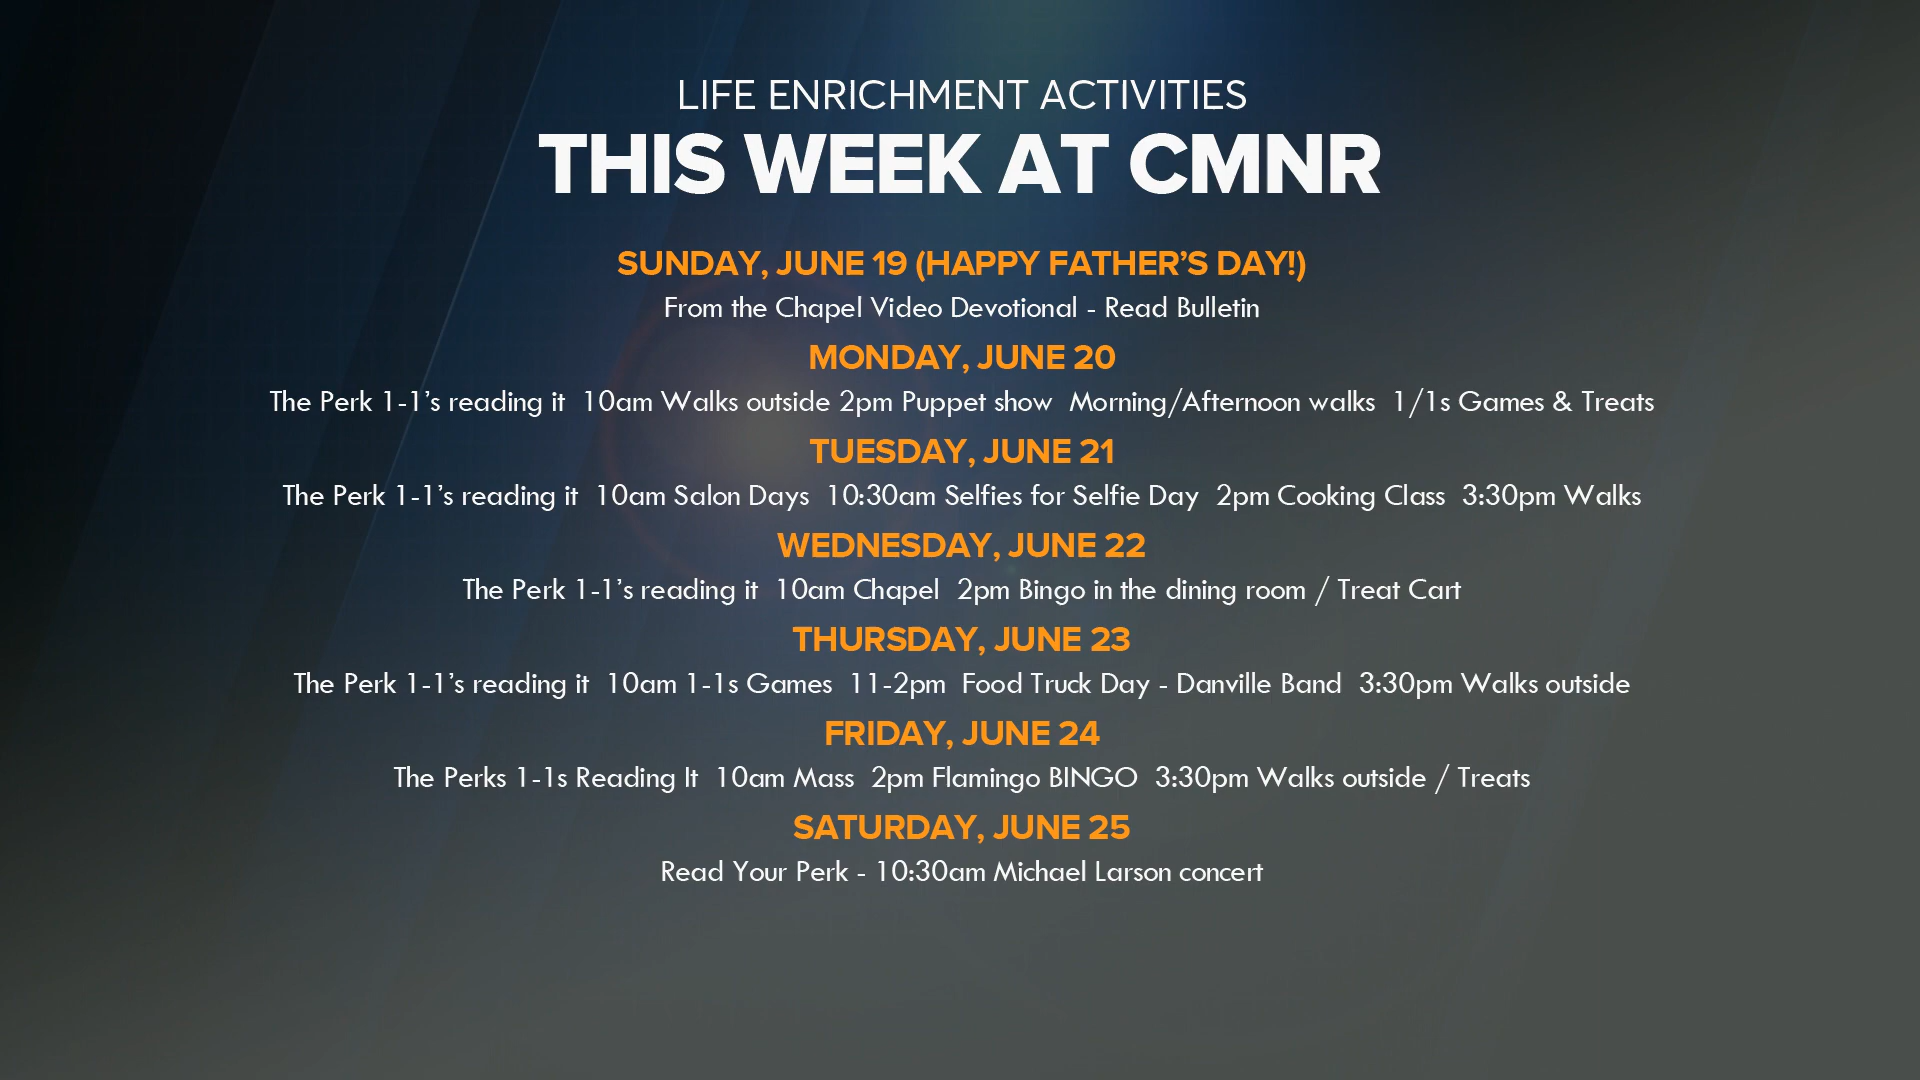 LIFE ENRICHMENT ACTIVITIES
THIS WEEK AT CMNR
SUNDAY, JUNE 19 (HAPPY FATHER’S DAY!)
From the Chapel Video Devotional - Read Bulletin
MONDAY, JUNE 20
The Perk 1-1’s reading it  10am Walks outside 2pm Puppet show  Morning/Afternoon walks  1/1s Games & Treats
TUESDAY, JUNE 21
The Perk 1-1’s reading it  10am Salon Days  10:30am Selfies for Selfie Day  2pm Cooking Class  3:30pm Walks
WEDNESDAY, JUNE 22
The Perk 1-1’s reading it  10am Chapel  2pm Bingo in the dining room / Treat Cart
THURSDAY, JUNE 23
The Perk 1-1’s reading it  10am 1-1s Games  11-2pm  Food Truck Day - Danville Band  3:30pm Walks outside
FRIDAY, JUNE 24
The Perks 1-1s Reading It  10am Mass  2pm Flamingo BINGO  3:30pm Walks outside / Treats
SATURDAY, JUNE 25
Read Your Perk - 10:30am Michael Larson concert